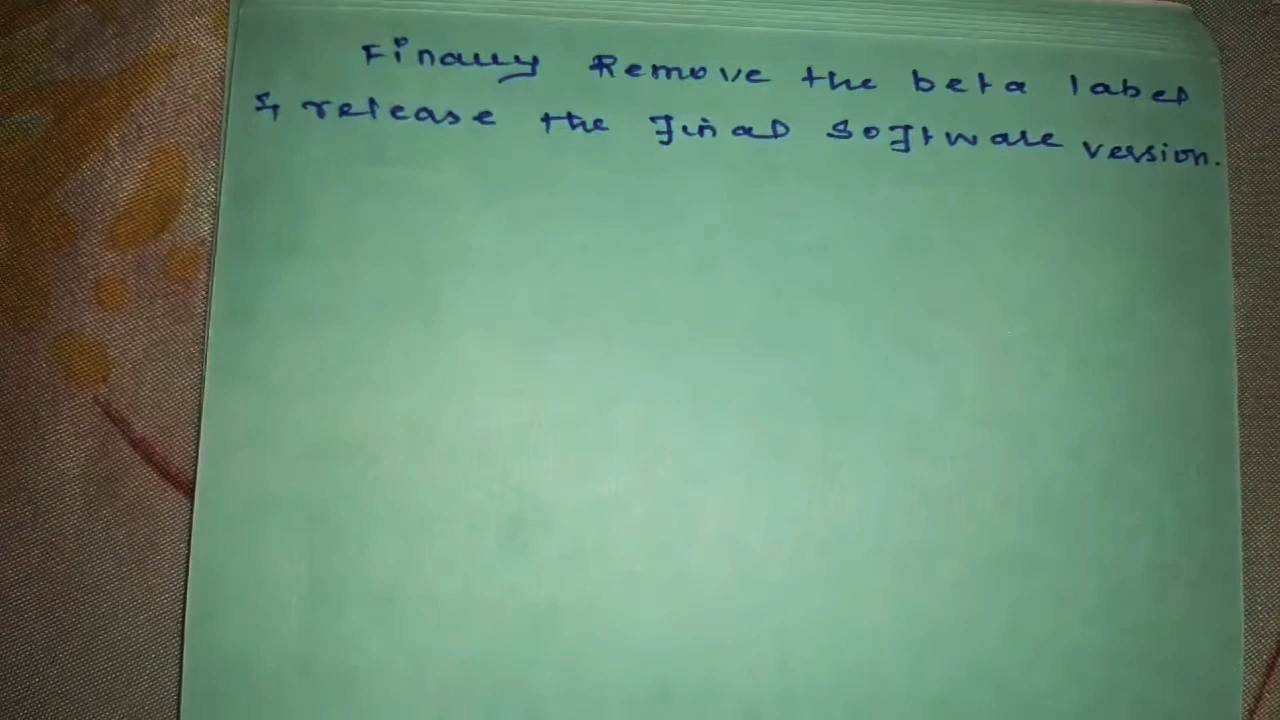 Finally Remove the beta label
& release the final software version.